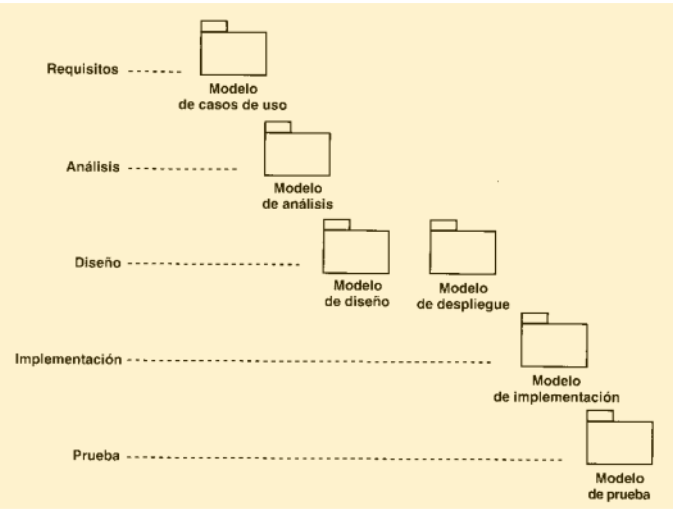 Requisitos
Modelo
de casos de uso
Análisis
Modelo
de análisis
Diseño
Modelo
de diseño
Modelo
de despliegue
Implementación
Modelo
de implementación
Prueba
Modelo
de prueba